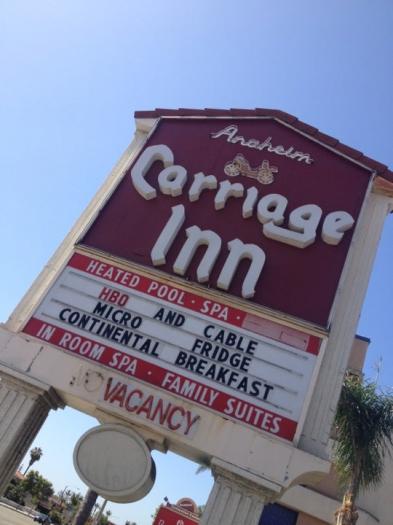 Anaheim
Carriage
Inn
HEATED POOL · SPA ·
HBO AND CABLE
MICRO FRIDGE
CONTINENTAL BREAKFAST
IN ROOM SPA · FAMILY SUITES
VACANCY